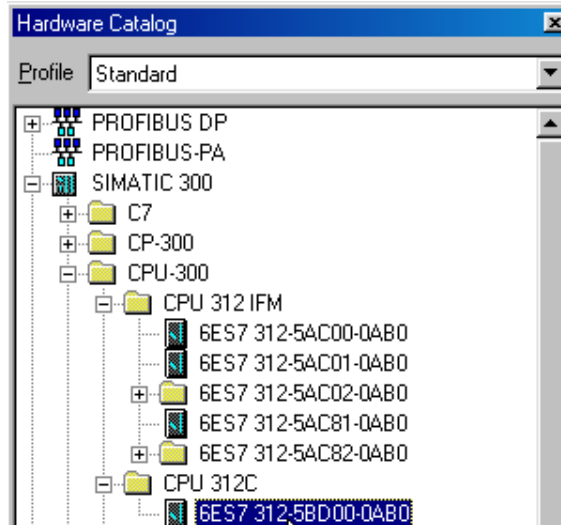 Hardware Catalog
Profile Standard
PROFIBUS DP
PROFIBUS-PA
SIMATIC 300
C7
CP-300
CPU-300
CPU 312 IFM
6ES7 312-5AC00-0AB0
6ES7 312-5AC01-0AB0
6ES7 312-5AC02-0AB0
6ES7 312-5AC81-0AB0
6ES7 312-5AC82-0AB0
CPU 312C
6ES7 312-5BD00-0AB0